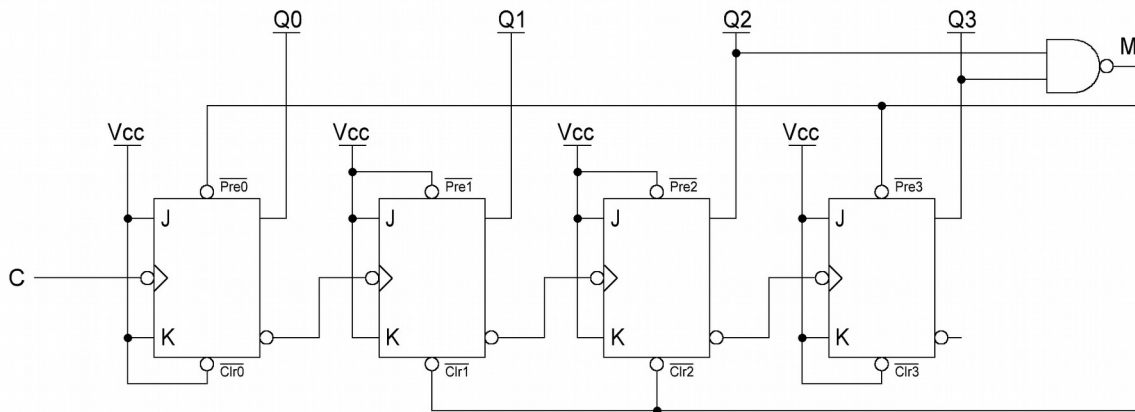 Q0 Q1 Q2 Q3
M
Vcc Vcc Vcc Vcc
Pre0 Pre1 Pre2 Pre3
J J J J
C
K K K K
Clr0 Clr1 Clr2 Clr3